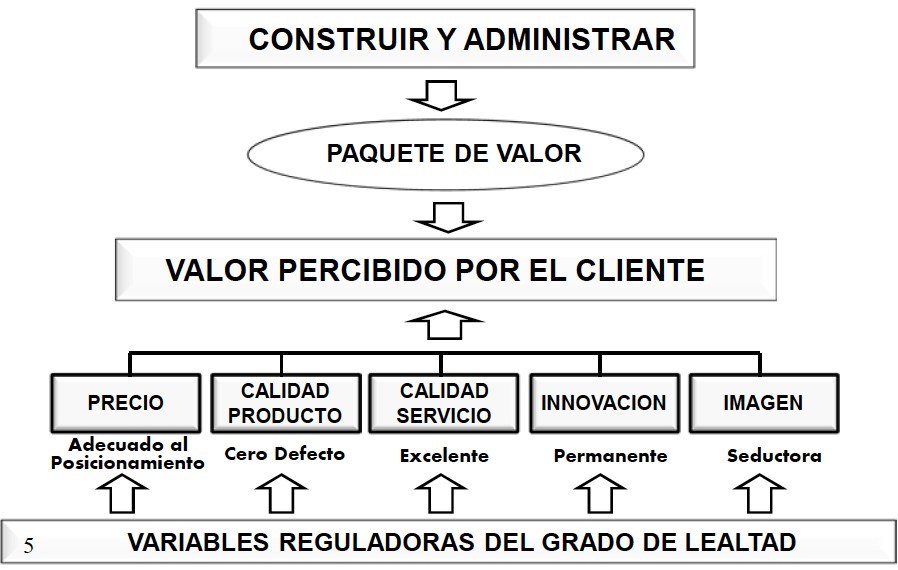 CONSTRUIR Y ADMINISTRAR
PAQUETE DE VALOR
VALOR PERCIBIDO POR EL CLIENTE
PRECIO
Adecuado al
Posicionamiento
CALIDAD
PRODUCTO
Cero Defecto
CALIDAD
SERVICIO
Excelente
INNOVACION
Permanente
IMAGEN
Seductora
5
VARIABLES REGULADORAS DEL GRADO DE LEALTAD